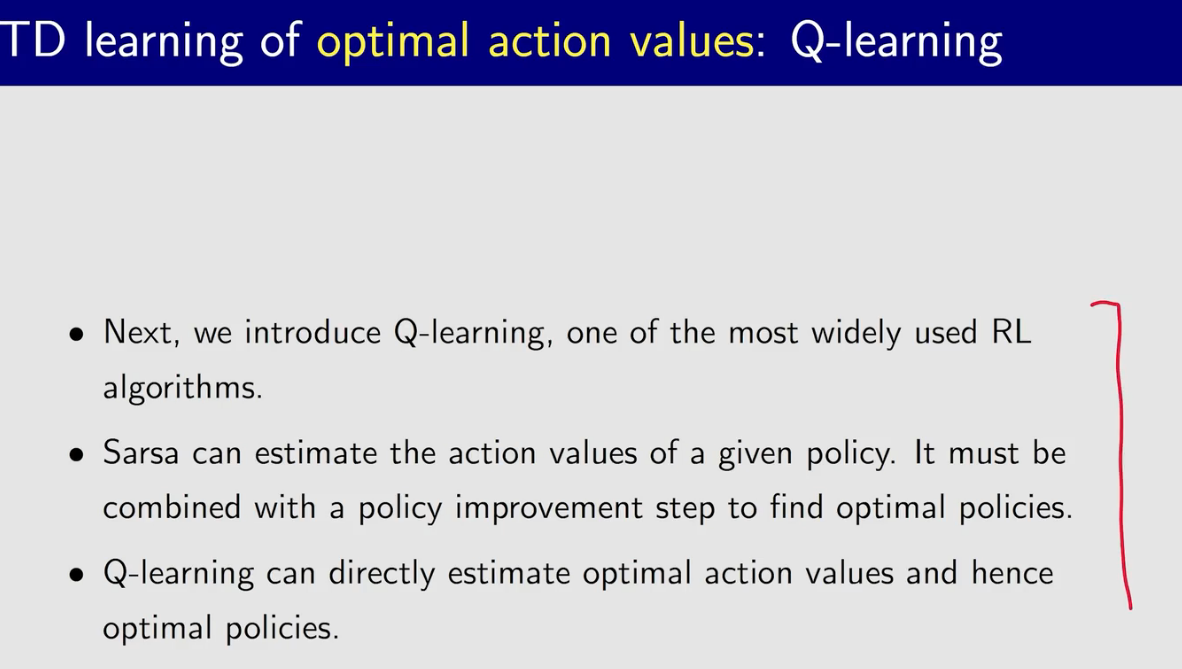 TD learning of optimal action values: Q-learning
• Next, we introduce Q-learning, one of the most widely used RL
algorithms.
• Sarsa can estimate the action values of a given policy. It must be
combined with a policy improvement step to find optimal policies.
• Q-learning can directly estimate optimal action values and hence
optimal policies.